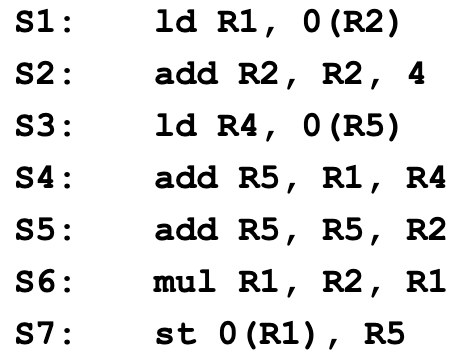 S1: ld R1, 0(R2)
S2: add R2, R2, 4
S3: ld R4, 0(R5)
S4: add R5, R1, R4
S5: add R5, R5, R2
S6: mul R1, R2, R1
S7: st 0(R1), R5